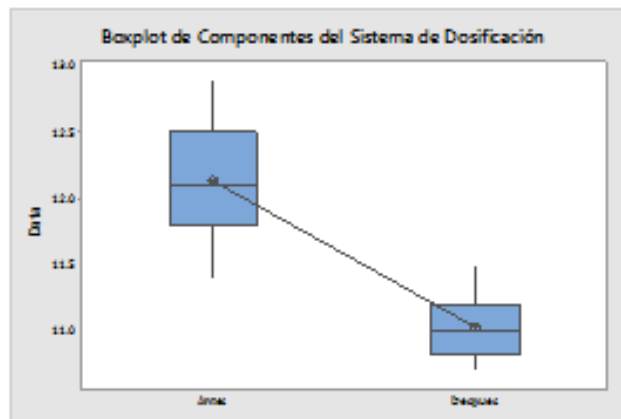 Boxplot de Componentes del Sistema de Dosificación
13.0
12.5
12.0
11.5
11.0
Data
Antes
Despues